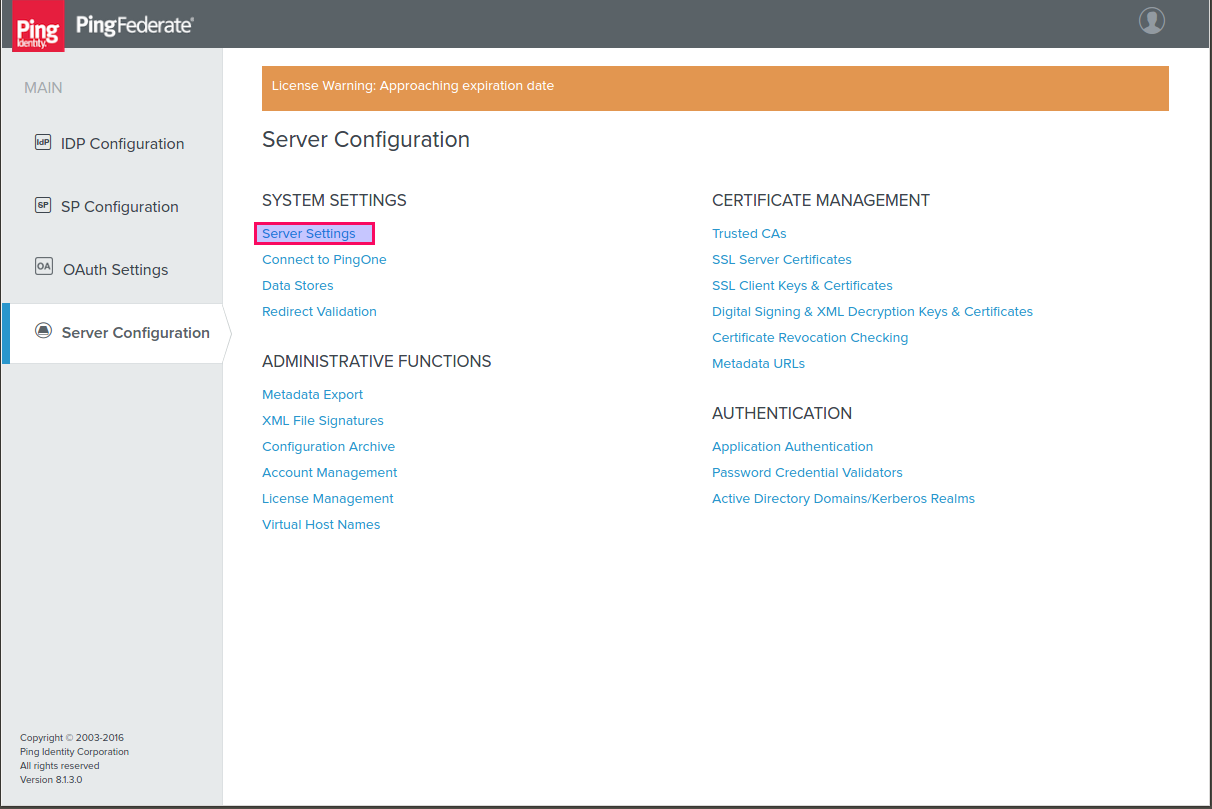 Ping
Identity.
PingFederate
MAIN
IdP IDP Configuration
SP SP Configuration
OA OAuth Settings
Server Configuration
License Warning: Approaching expiration date
Server Configuration
SYSTEM SETTINGS
Server Settings
Connect to PingOne
Data Stores
Redirect Validation
ADMINISTRATIVE FUNCTIONS
Metadata Export
XML File Signatures
Configuration Archive
Account Management
License Management
Virtual Host Names
CERTIFICATE MANAGEMENT
Trusted CAs
SSL Server Certificates
SSL Client Keys & Certificates
Digital Signing & XML Decryption Keys & Certificates
Certificate Revocation Checking
Metadata URLs
AUTHENTICATION
Application Authentication
Password Credential Validators
Active Directory Domains/Kerberos Realms
Copyright © 2003-2016
Ping Identity Corporation
All rights reserved
Version 8.1.3.0